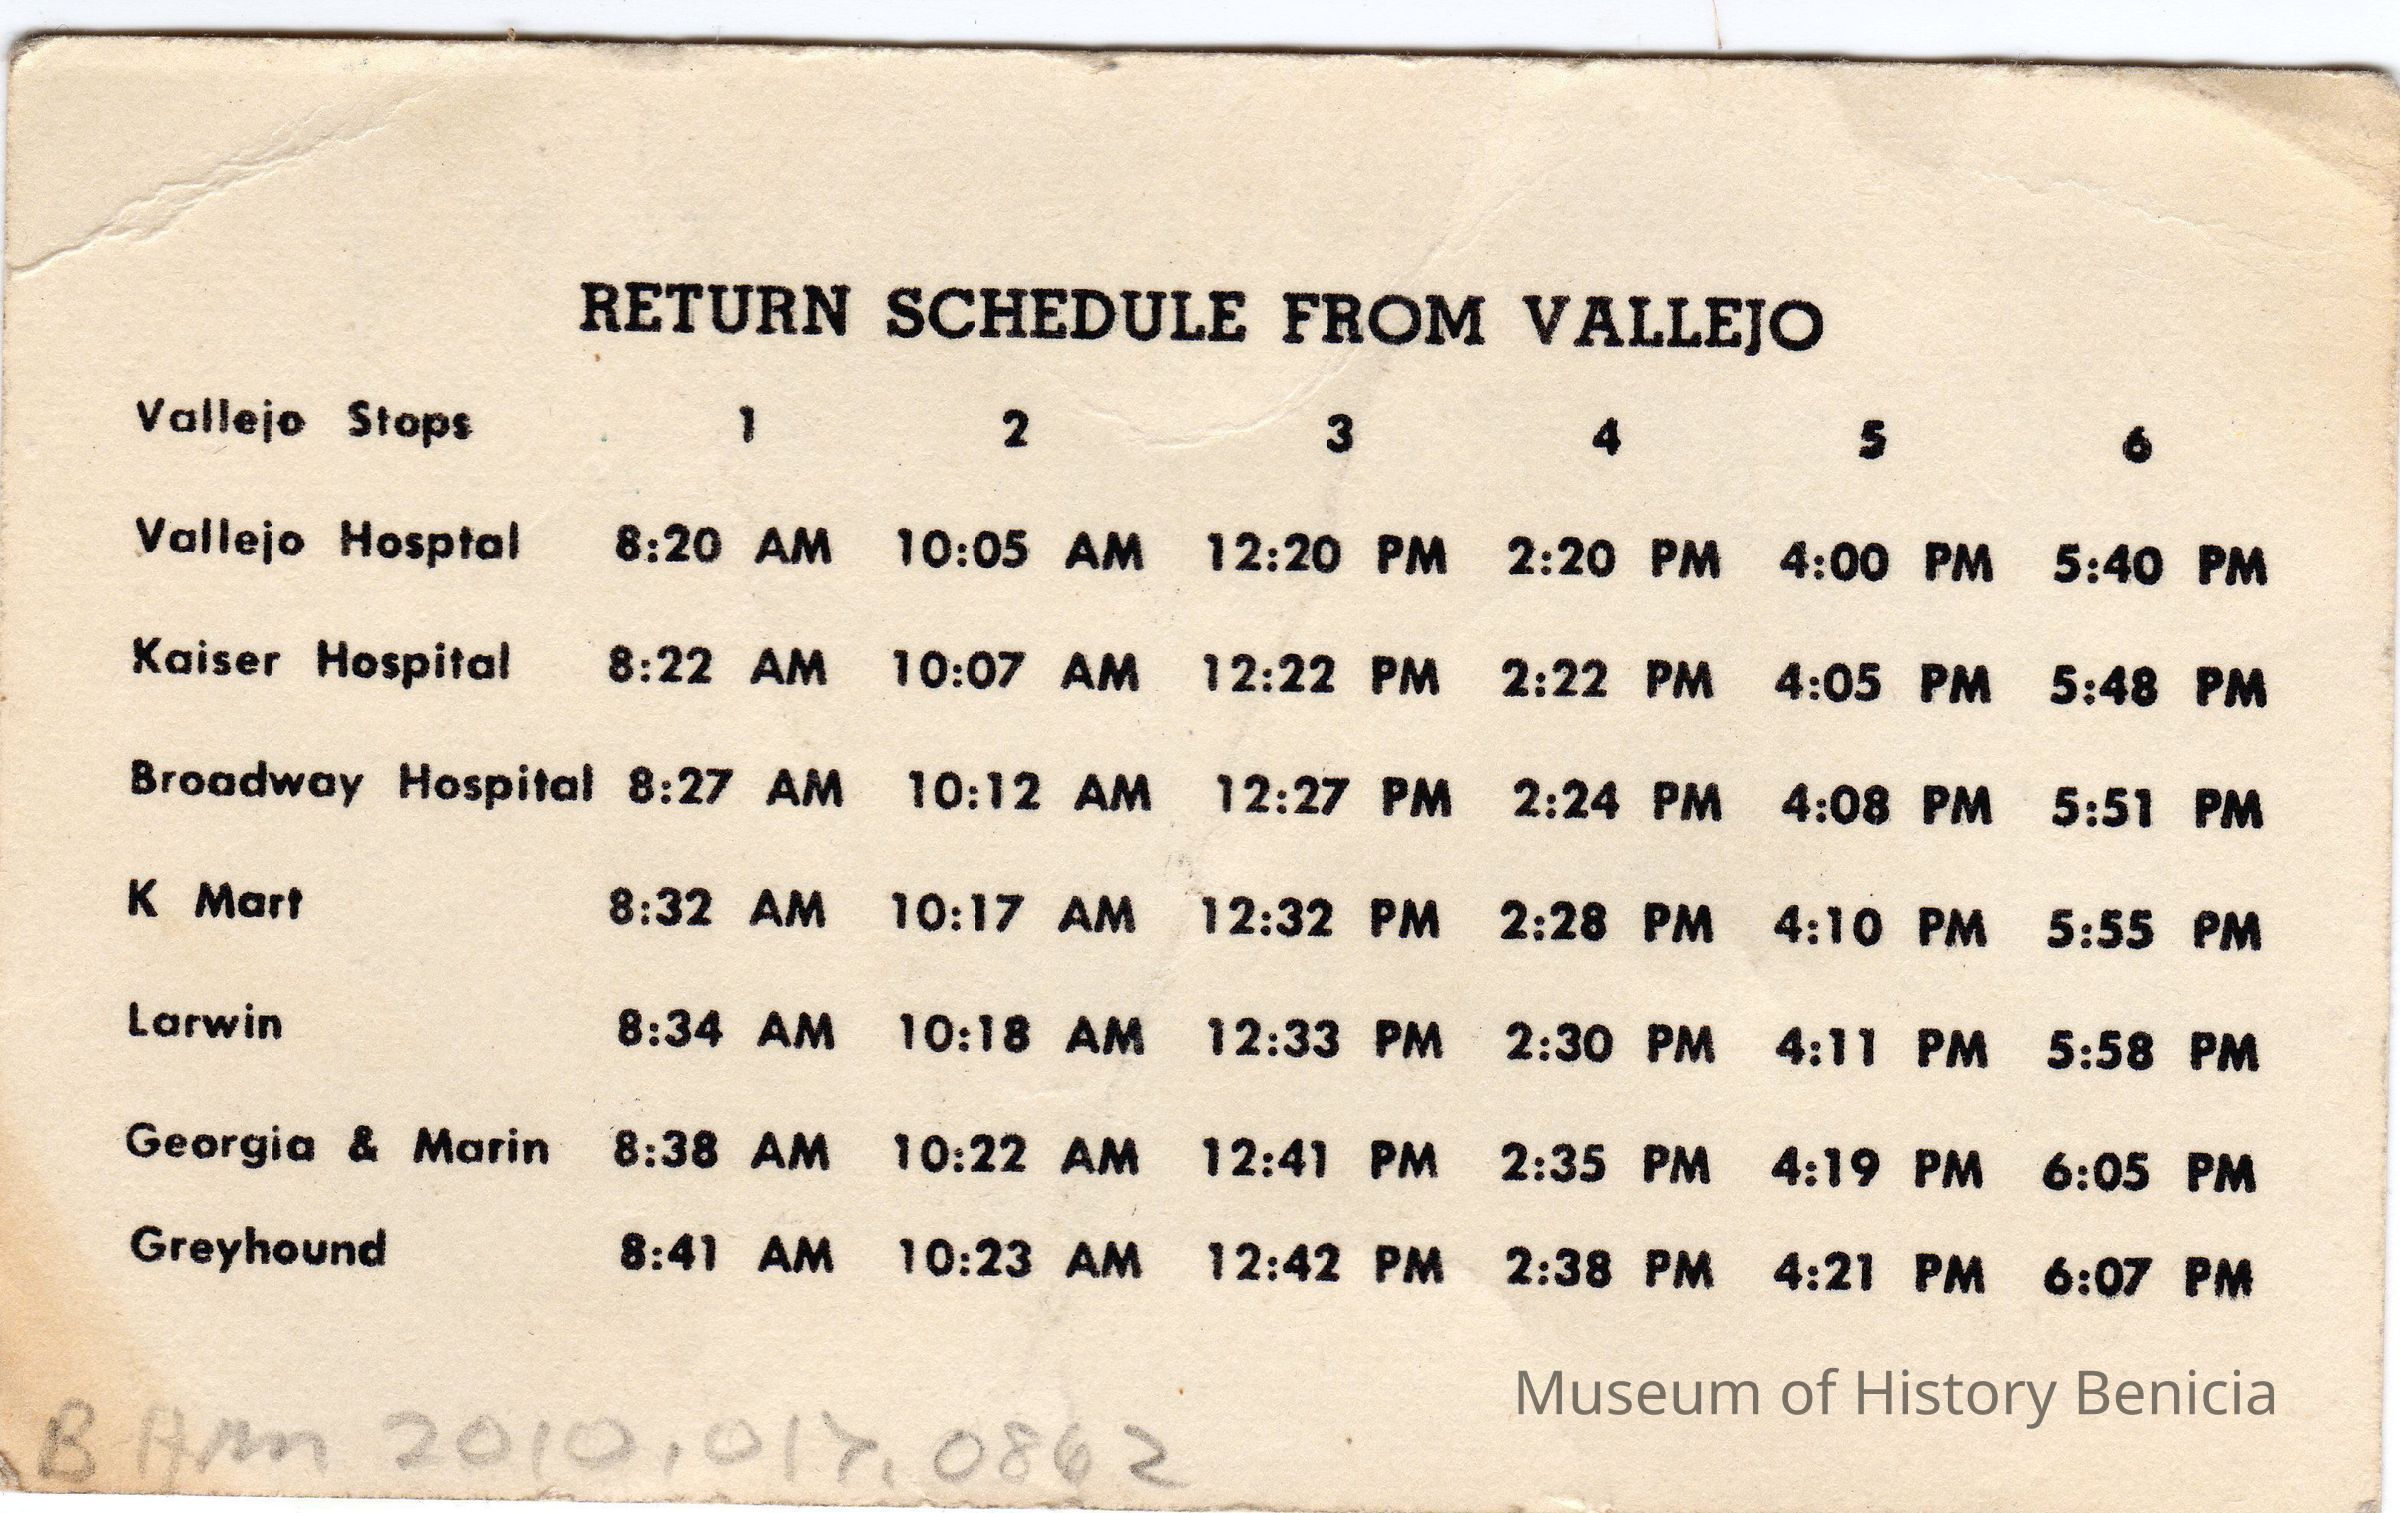 RETURN SCHEDULE FROM VALLEJO
Vallejo Stops 1 2 3 4 5 6
Vallejo Hosptal 8:20 AM 10:05 AM 12:20 PM 2:20 PM 4:00 PM 5:40 PM
Kaiser Hospital 8:22 AM 10:07 AM 12:22 PM 2:22 PM 4:05 PM 5:48 PM
Broadway Hospital 8:27 AM 10:12 AM 12:27 PM 2:24 PM 4:08 PM 5:51 PM
K Mart 8:32 AM 10:17 AM 12:32 PM 2:28 PM 4:10 PM 5:55 PM
Larwin 8:34 AM 10:18 AM 12:33 PM 2:30 PM 4:11 PM 5:58 PM
Georgia & Marin 8:38 AM 10:22 AM 12:41 PM 2:35 PM 4:19 PM 6:05 PM
Greyhound 8:41 AM 10:23 AM 12:42 PM 2:38 PM 4:21 PM 6:07 PM
Museum of History Benicia
2010.017.0862